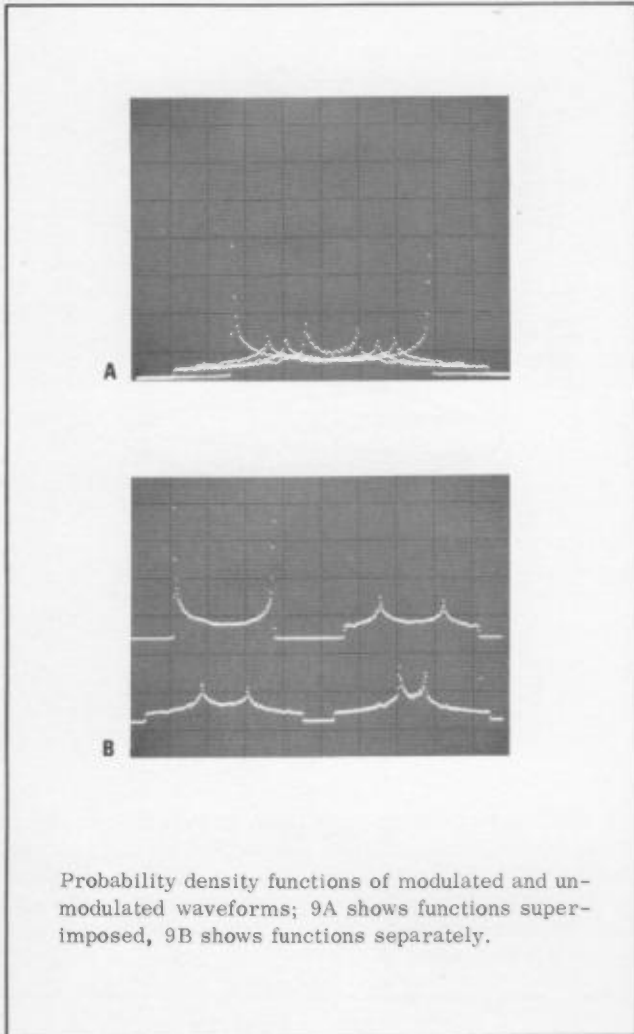 A
B
Probability density functions of modulated and un-
modulated waveforms; 9A shows functions super-
imposed, 9B shows functions separately.